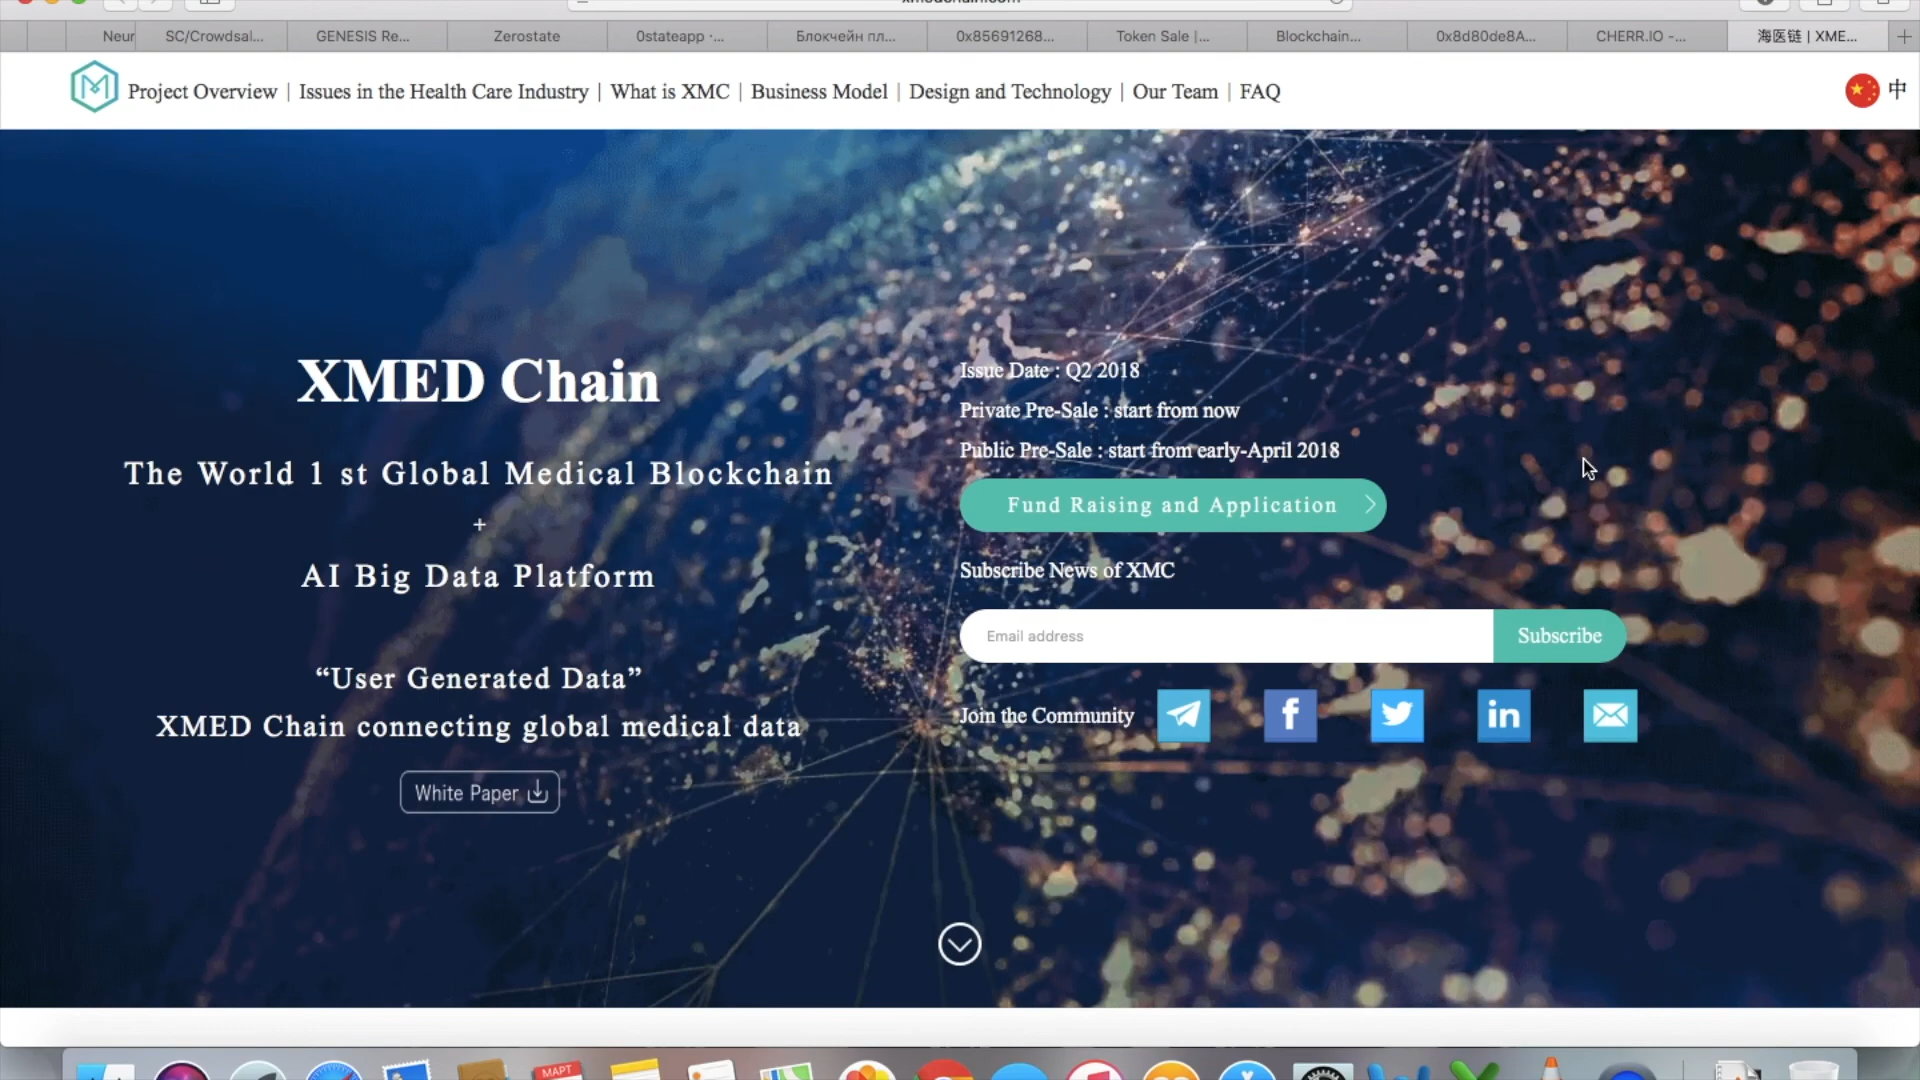 Neur
SC/Crowdsal...
GENESIS Re...
Zerostate
0stateapp ·...
Блокчейн пл...
0x85691268...
Token Sale |...
Blockchain...
0x8d80de8A...
CHERR.IO -...
海医链 | XME...
Project Overview | Issues in the Health Care Industry | What is XMC | Business Model | Design and Technology | Our Team | FAQ
中
XMED Chain
The World 1 st Global Medical Blockchain
+
AI Big Data Platform
“User Generated Data”
XMED Chain connecting global medical data
White Paper
Issue Date : Q2 2018
Private Pre-Sale : start from now
Public Pre-Sale : start from early-April 2018
Fund Raising and Application
Subscribe News of XMC
Email address
Subscribe
Join the Community
МАРТ